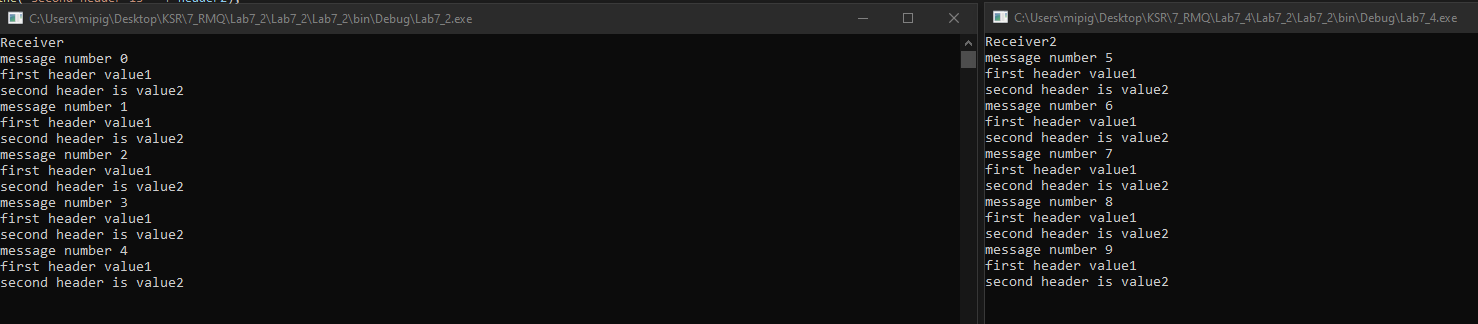 C:\Users\mipig\Desktop\KSR\7_RMQ\Lab7_2\Lab7_2\Lab7_2\bin\Debug\Lab7_2.exe
Receiver
message number 0
first header value1
second header is value2
message number 1
first header value1
second header is value2
message number 2
first header value1
second header is value2
message number 3
first header value1
second header is value2
message number 4
first header value1
second header is value2
C:\Users\mipig\Desktop\KSR\7_RMQ\Lab7_4\Lab7_2\Lab7_2\bin\Debug\Lab7_4.exe
Receiver2
message number 5
first header value1
second header is value2
message number 6
first header value1
second header is value2
message number 7
first header value1
second header is value2
message number 8
first header value1
second header is value2
message number 9
first header value1
second header is value2